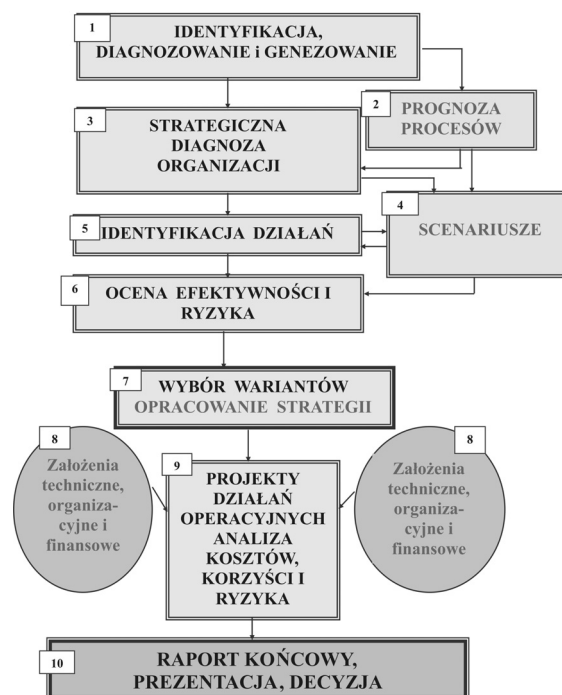 1
IDENTYFIKACJA,
DIAGNOZOWANIE i GENEZOWANIE
2
PROGNOZA
PROCESÓW
3
STRATEGICZNA
DIAGNOZA
ORGANIZACJI
4
SCENARIUSZE
5
IDENTYFIKACJA DZIAŁAŃ
6
OCENA EFEKTYWNOŚCI I
RYZYKA
7
WYBÓR WARIANTÓW
OPRACOWANIE STRATEGII
8
Założenia
techniczne,
organiza-
cyjne i
finansowe
9
PROJEKTY
DZIAŁAŃ
OPERACYJNYCH
ANALIZA
KOSZTÓW,
KORZYŚCI I
RYZYKA
8
Założenia
techniczne,
organiza-
cyjne i
finansowe
10
RAPORT KOŃCOWY,
PREZENTACJA, DECYZJA